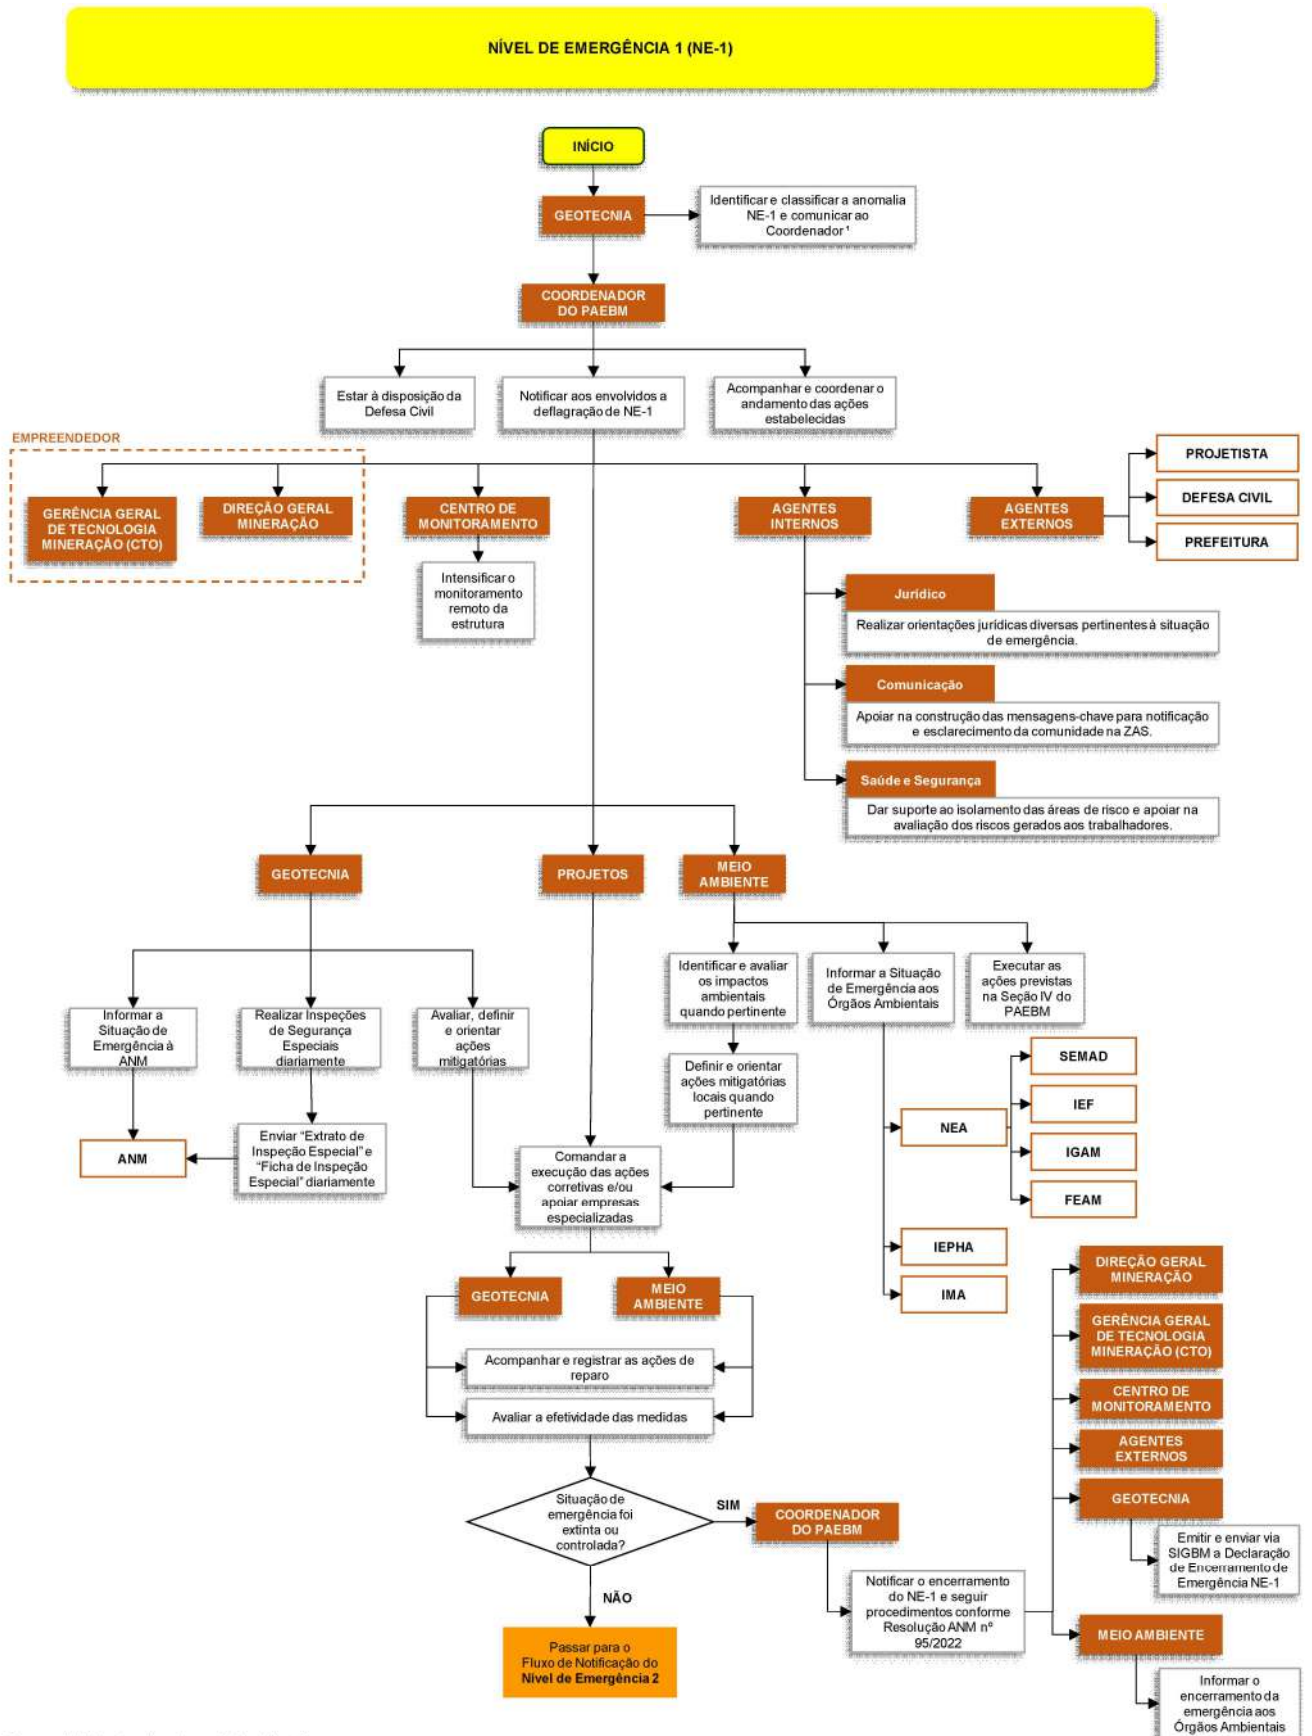 NÍVEL DE EMERGÊNCIA 1 (NE-1)
INÍCIO
GEOTECNIA
Identificar e classificar a anomalia
NE-1 e comunicar ao
Coordenador ¹
COORDENADOR
DO PAEBM
Estar à disposição da
Defesa Civil
Notificar aos envolvidos a
deflagração de NE-1
Acompanhar e coordenar o
andamento das ações
estabelecidas
EMPREENDEDOR
GERÊNCIA GERAL
DE TECNOLOGIA
MINERAÇÃO (CTO)
DIREÇÃO GERAL
MINERAÇÃO
CENTRO DE
MONITORAMENTO
Intensificar o
monitoramento
remoto da
estrutura
AGENTES
INTERNOS
AGENTES
EXTERNOS
PROJETISTA
DEFESA CIVIL
PREFEITURA
Jurídico
Realizar orientações jurídicas diversas pertinentes à situação
de emergência.
Comunicação
Apoiar na construção das mensagens-chave para notificação
e esclarecimento da comunidade na ZAS.
Saúde e Segurança
Dar suporte ao isolamento das áreas de risco e apoiar na
avaliação dos riscos gerados aos trabalhadores.
GEOTECNIA
PROJETOS
MEIO
AMBIENTE
Informar a
Situação de
Emergência à
ANM
Realizar Inspeções
de Segurança
Especiais
diariamente
Avaliar, definir
e orientar
ações
mitigatórias
Identificar e avaliar
os impactos
ambientais
quando pertinente
Informar a Situação
de Emergência aos
Órgãos Ambientais
Executar as
ações previstas
na Seção IV do
PAEBM
Definir e orientar
ações mitigatórias
locais quando
pertinente
ANM
Enviar “Extrato de
Inspeção Especial” e
“Ficha de Inspeção
Especial” diariamente
Comandar a
execução das ações
corretivas e/ou
apoiar empresas
especializadas
NEA
SEMAD
IEF
IGAM
FEAM
IEPHA
IMA
GEOTECNIA
MEIO
AMBIENTE
Acompanhar e registrar as ações de
reparo
Avaliar a efetividade das medidas
Situação de
emergência foi
extinta ou
controlada?
SIM
NÃO
Passar para o
Fluxo de Notificação do
Nível de Emergência 2
COORDENADOR
DO PAEBM
Notificar o encerramento
do NE-1 e seguir
procedimentos conforme
Resolução ANM nº
95/2022
DIREÇÃO GERAL
MINERAÇÃO
GERÊNCIA GERAL
DE TECNOLOGIA
MINERAÇÃO (CTO)
CENTRO DE
MONITORAMENTO
AGENTES
EXTERNOS
GEOTECNIA
Emitir e enviar via
SIGBM a Declaração
de Encerramento de
Emergência NE-1
MEIO AMBIENTE
Informar o
encerramento da
emergência aos
Órgãos Ambientais